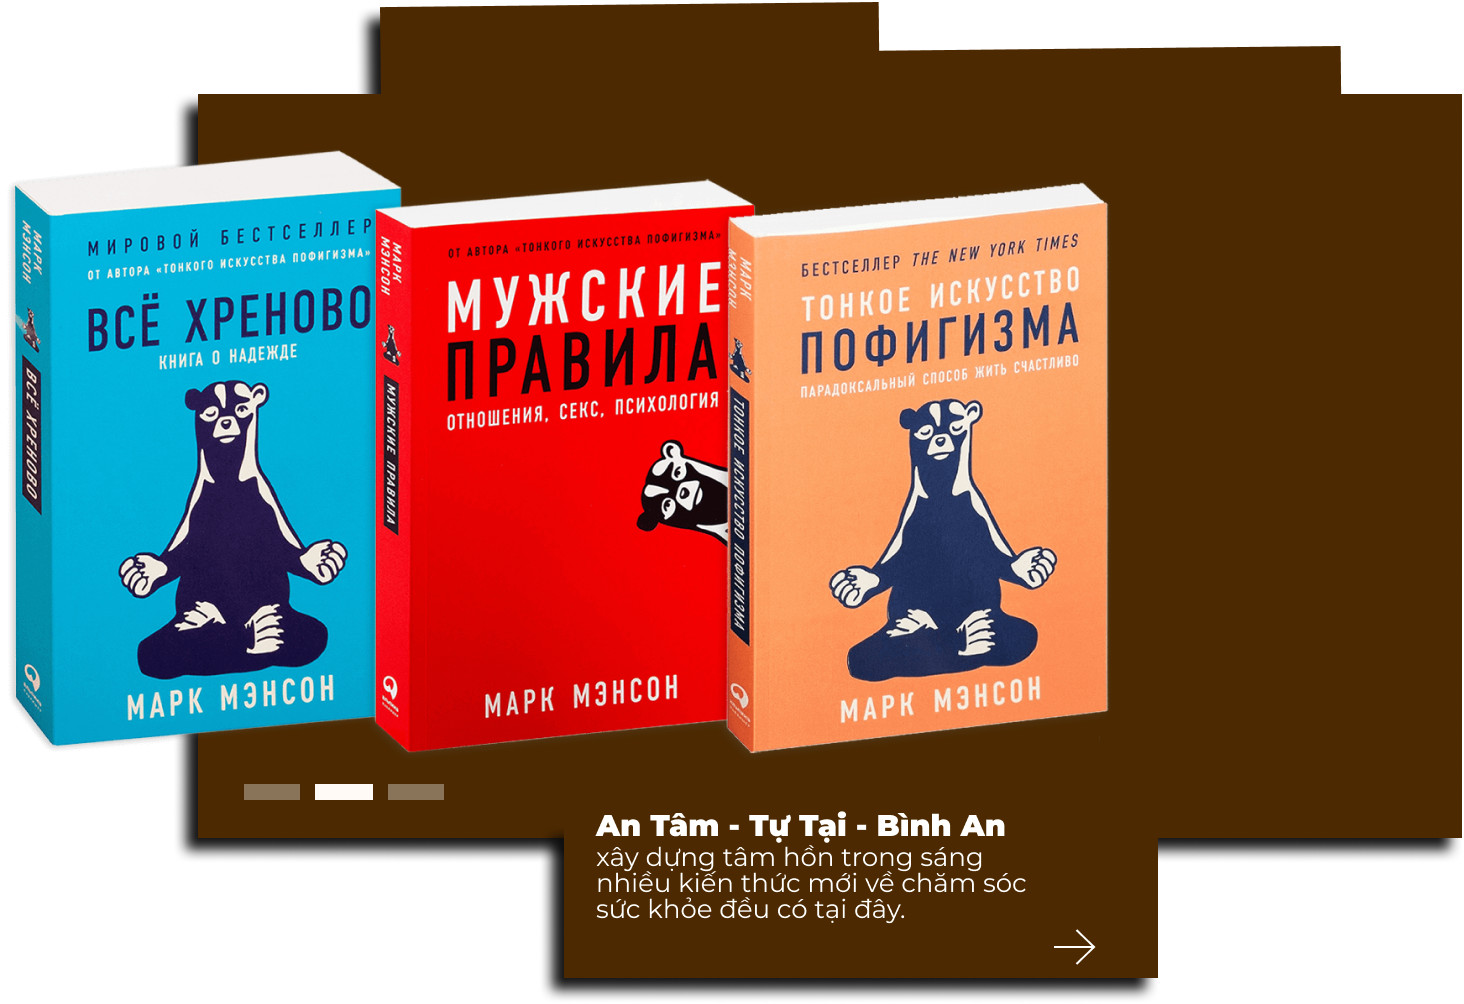 МИРОВОЙ БЕСТСЕЛЛЕР
ОТ АВТОРА «ТОНКОГО ИСКУССТВА ПОФИГИЗМА»
ВСЁ ХРЕНОВО
КНИГА О НАДЕЖДЕ
МАРК МЭНСОН
МАРК
МЭНСОН
ВСЁ ХРЕНОВО
ОТ АВТОРА «ТОНКОГО ИСКУССТВА ПОФИГИЗМА»
МУЖСКИЕ
ПРАВИЛА
ОТНОШЕНИЯ, СЕКС, ПСИХОЛОГИЯ
МАРК МЭНСОН
МАРК
МЭНСОН
МУЖСКИЕ ПРАВИЛА
БЕСТСЕЛЛЕР THE NEW YORK TIMES
ТОНКОЕ ИСКУССТВО
ПОФИГИЗМА
ПАРАДОКСАЛЬНЫЙ СПОСОБ ЖИТЬ СЧАСТЛИВО
МАРК МЭНСОН
МАРК
МЭНСОН
ТОНКОЕ ИСКУССТВО ПОФИГИЗМА
An Tâm - Tự Tại - Bình An
xây dựng tâm hồn trong sáng
nhiều kiến thức mới về chăm sóc
sức khỏe đều có tại đây.